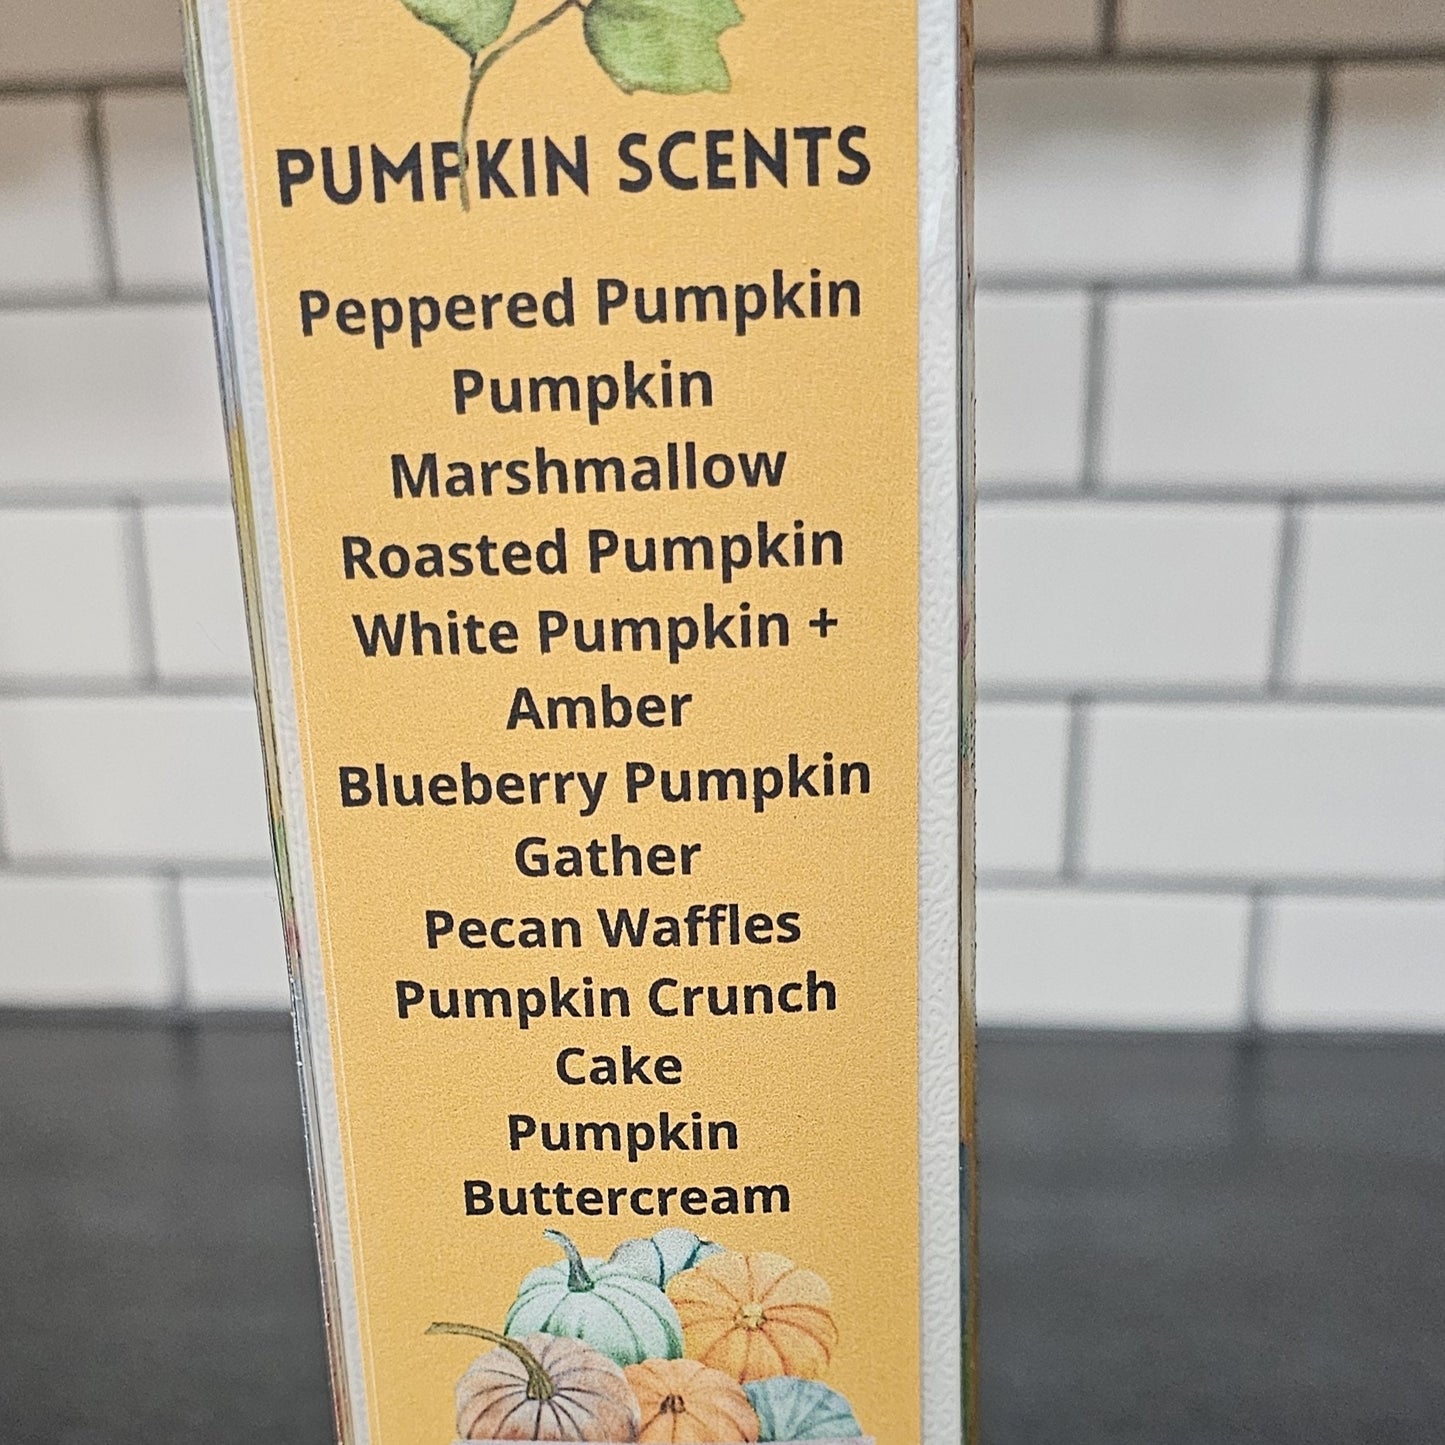 PUMPKIN SCENTS
Peppered Pumpkin
Pumpkin
Marshmallow
Roasted Pumpkin
White Pumpkin +
Amber
Blueberry Pumpkin
Gather
Pecan Waffles
Pumpkin Crunch
Cake
Pumpkin
Buttercream